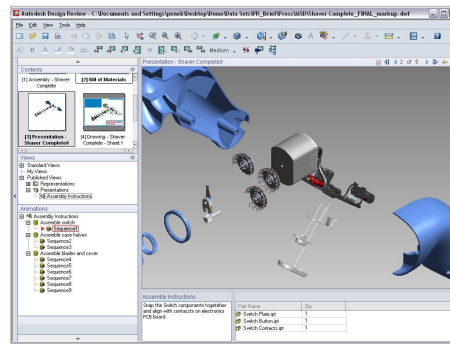 Autodesk Design Review - C:\Documents and Settings\poneb\Desktop\Demo\Data Sets\PR_Brief\Press\MSD\Shaver Complete_FINAL_markup.dwf
File Edit View Tools Help
Medium
Contents
Presentation - Shaver Complete0
2 of 5
[1] Assembly - Shaver Complete
[2] Bill of Materials
[3] Presentation - Shaver Complete0
[4] Drawing - Shaver Complete - Sheet 1
Views
Standard Views
My Views
Published Views
Representations
Presentations
Assembly Instructions
Animations
Assembly Instructions
Assemble switch
Sequence1
Assemble case halves
Sequence2
Sequence3
Assemble blades and cover
Sequence4
Sequence5
Sequence6
Sequence7
Sequence8
Sequence9
Assembly Instructions
Snap the Switch components together
and align with contacts on electronics
PCB board.
Part Name Qty
Switch Plate.ipt 1
Switch Button.ipt 1
Switch Contacts.ipt 1